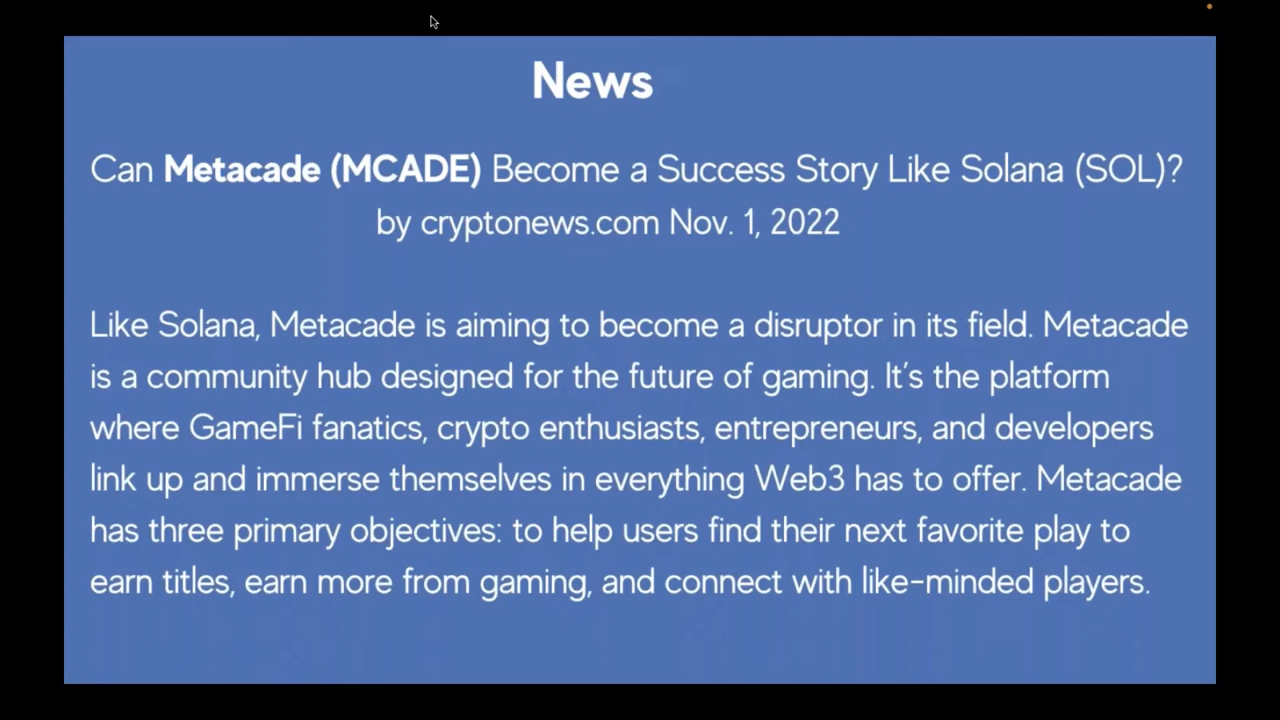 News
Can Metacade (MCADE) Become a Success Story Like Solana (SOL)?
by cryptonews.com Nov. 1, 2022
Like Solana, Metacade is aiming to become a disruptor in its field. Metacade
is a community hub designed for the future of gaming. It's the platform
where GameFi fanatics, crypto enthusiasts, entrepreneurs, and developers
link up and immerse themselves in everything Web3 has to offer. Metacade
has three primary objectives: to help users find their next favorite play to
earn titles, earn more from gaming, and connect with like-minded players.